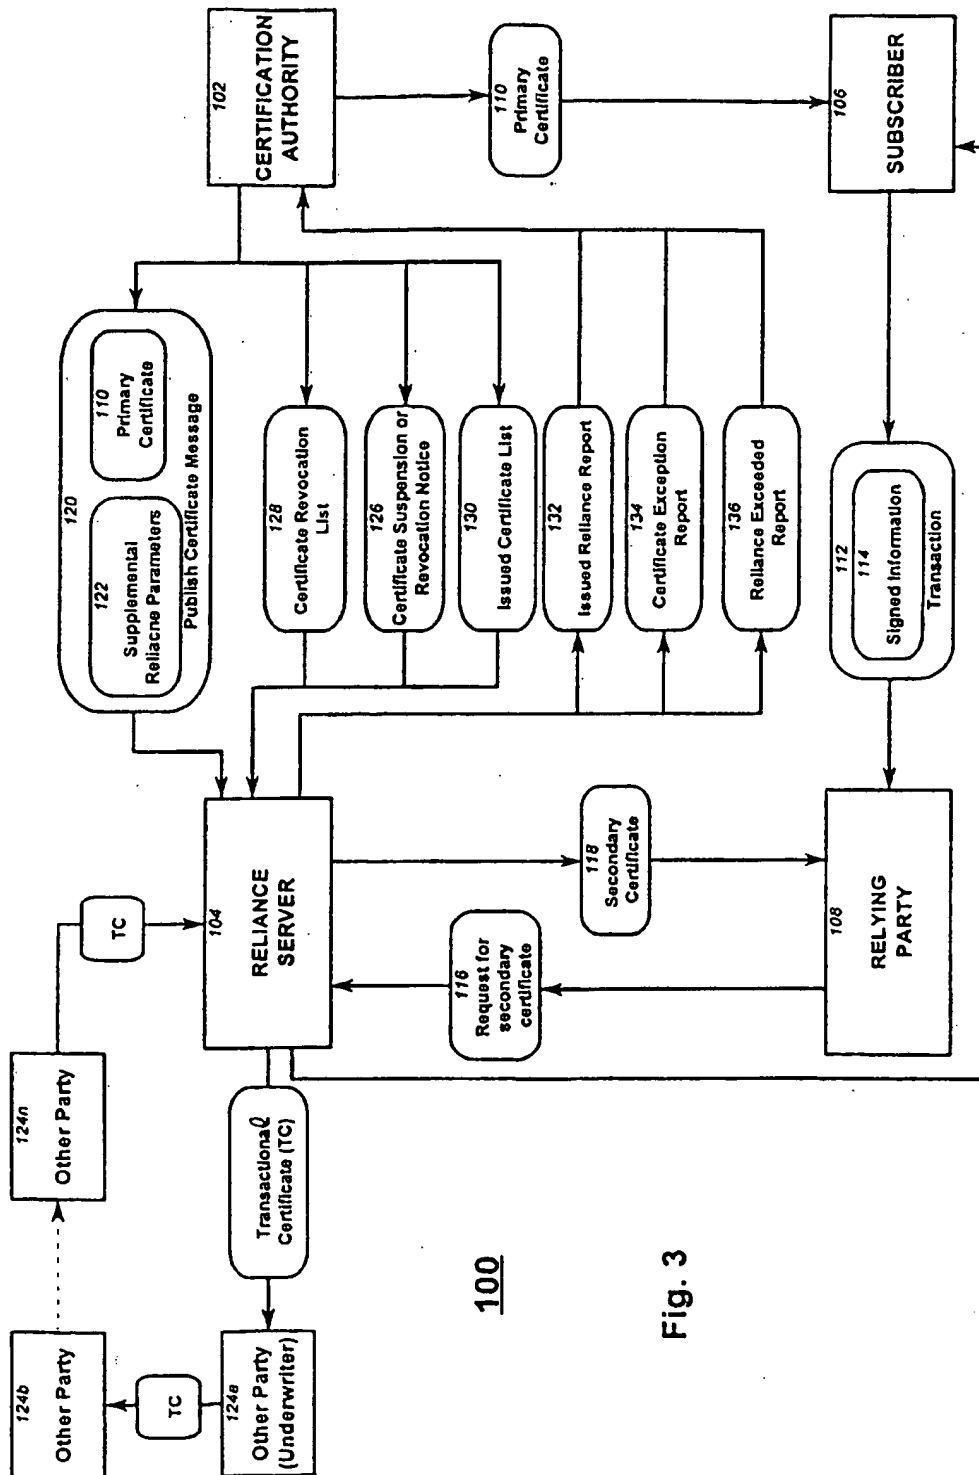 124b
Other Party
124n
Other Party
TC
TC
124a
Other Party
(Underwriter)
Transactional
Certificate (TC)
104
RELIANCE
SERVER
120
122
Supplemental
Reliacne Parameters
110
Primary
Certificate
Publish Certificate Message
128
Certificate Revocation
List
126
Certificate Suspension or
Revocation Notice
130
Issued Certificate List
132
Issued Reliance Report
134
Certificate Exception
Report
136
Reliance Exceeded
Report
102
CERTIFICATION
AUTHORITY
110
Primary
Certificate
116
Request for
secondary
certificate
118
Secondary
Certificate
108
RELYING
PARTY
112
114
Signed Information
Transaction
106
SUBSCRIBER
100
Fig. 3